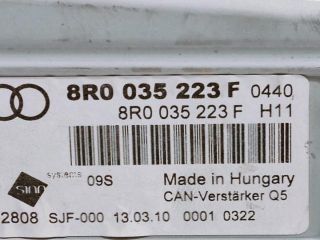 8R0 035 223 F 0440
8R0 035 223 F H11
systems 09S
Made in Hungary
CAN-Verstärker Q5
2808 SJF-000 13.03.10 0001 0322